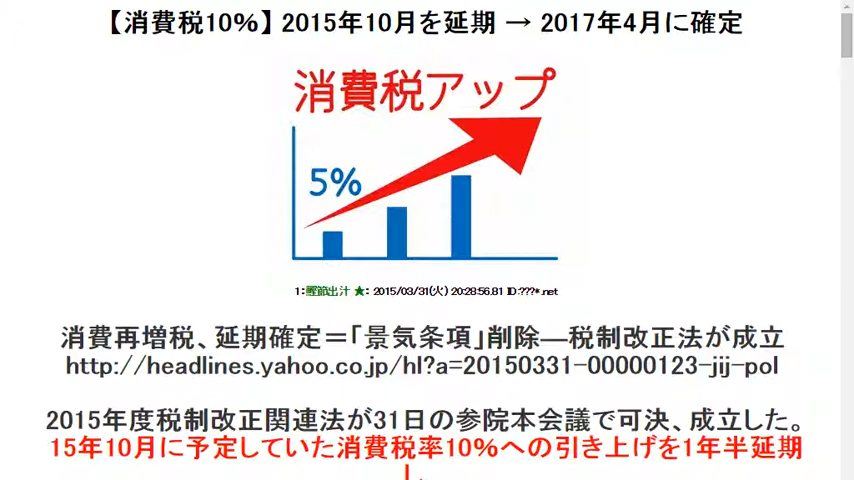 【消費税10%】 2015年10月を延期 → 2017年4月に確定
消費税アップ
5%
1：鰹節出汁 ★： 2015/03/31(火) 20:28:56.81 ID:???*.net
消費再増税、延期確定＝「景気条項」削除―税制改正法が成立
http://headlines.yahoo.co.jp/hl?a=20150331-00000123-jij-pol
2015年度税制改正関連法が31日の参院本会議で可決、成立した。
15年10月に予定していた消費税率10%への引き上げを1年半延期
し、